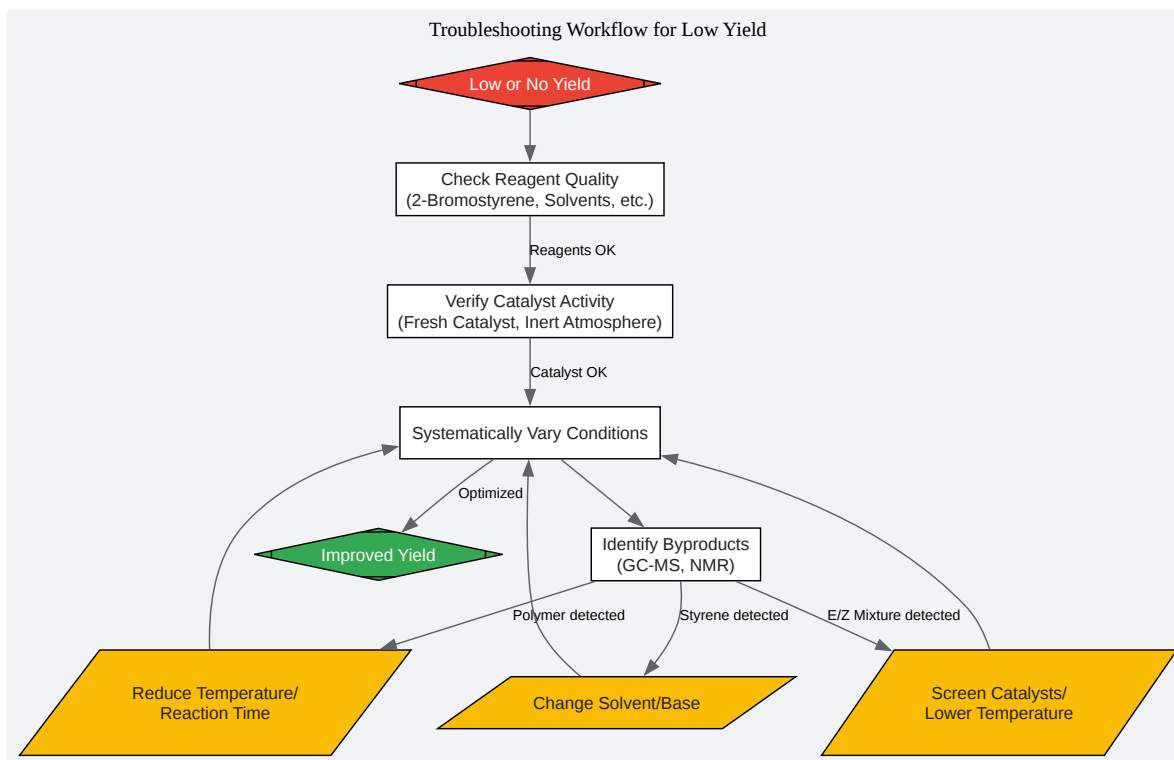 Troubleshooting Workflow for Low Yield
Low or No Yield
Check Reagent Quality
(2-Bromostyrene, Solvents, etc.)
Reagents OK
Verify Catalyst Activity
(Fresh Catalyst, Inert Atmosphere)
Catalyst OK
Systematically Vary Conditions
Optimized
Improved Yield
Identify Byproducts
(GC-MS, NMR)
Polymer detected
Styrene detected
E/Z Mixture detected
Reduce Temperature/
Reaction Time
Change Solvent/Base
Screen Catalysts/
Lower Temperature